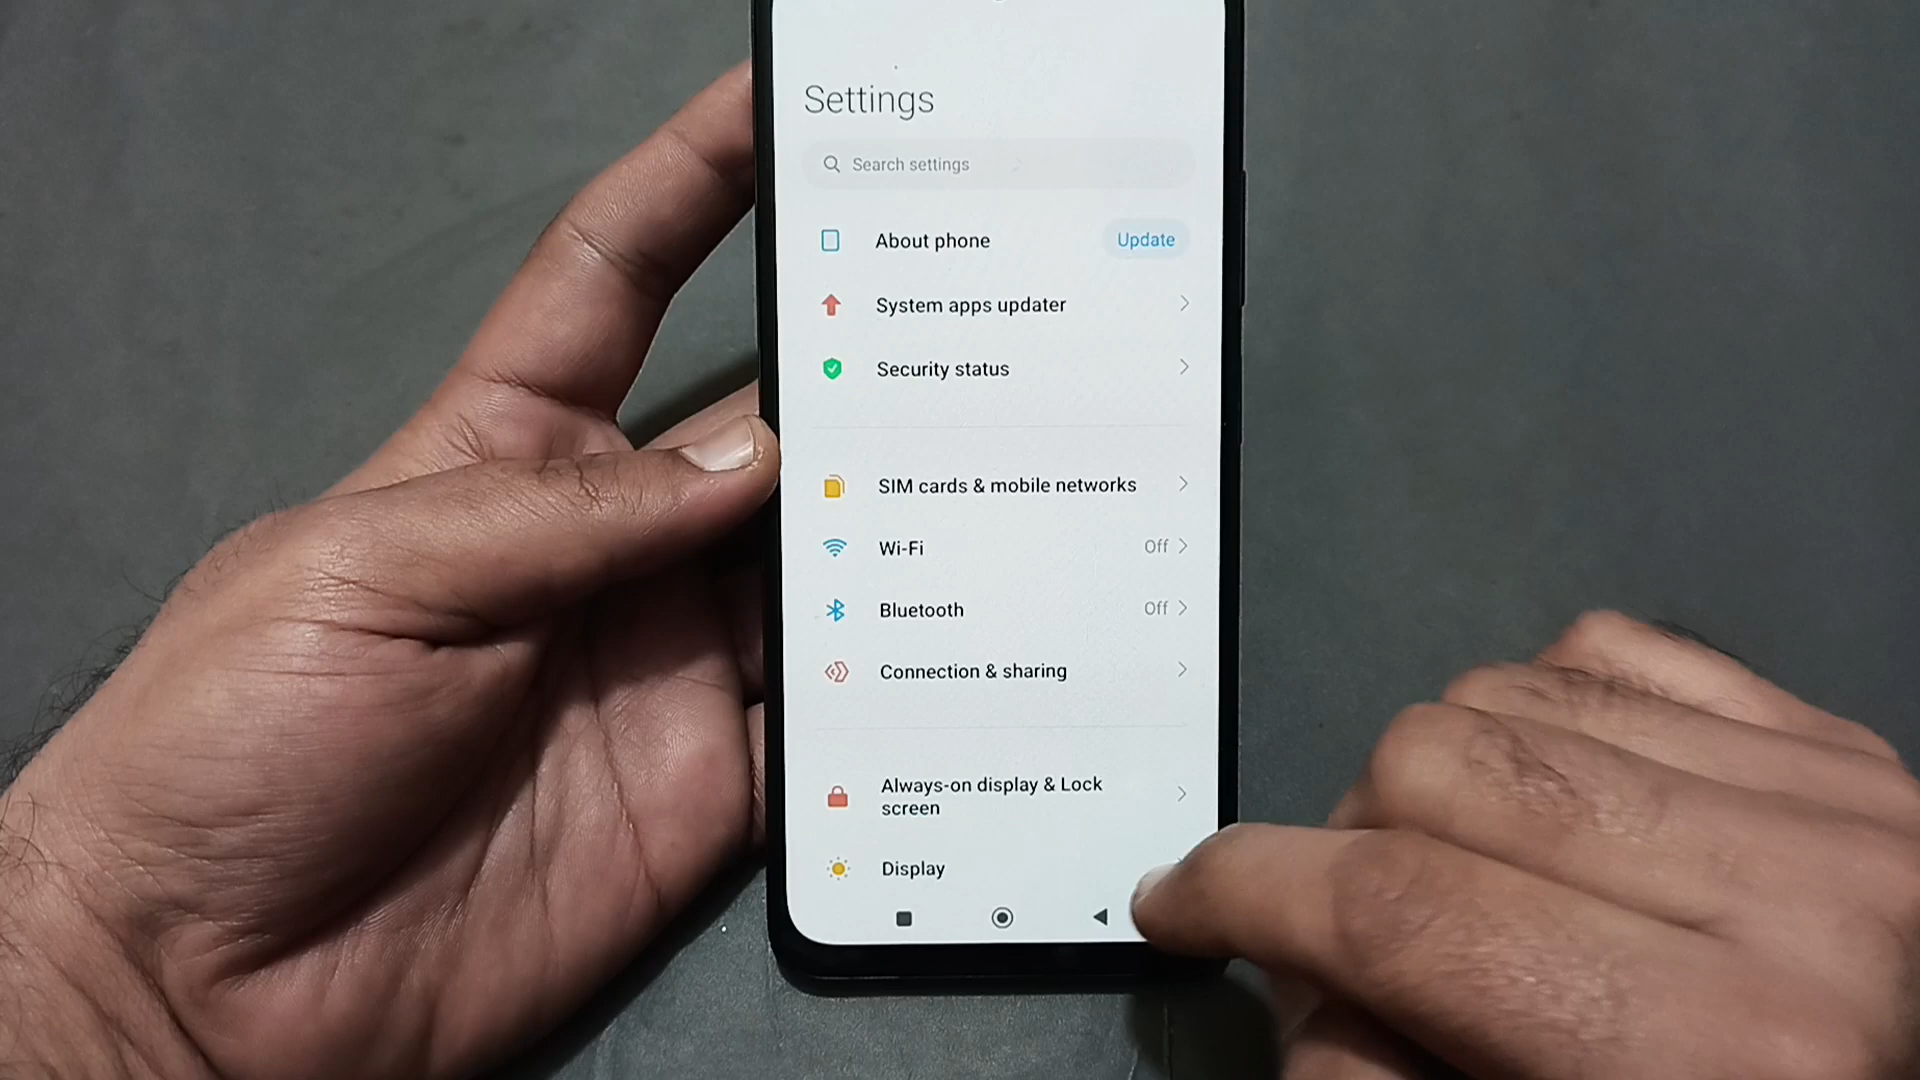 Settings
Search settings
About phone
Update
System apps updater
Security status
SIM cards & mobile networks
Wi-Fi
Off
Bluetooth
Off
Connection & sharing
Always-on display & Lock
screen
Display